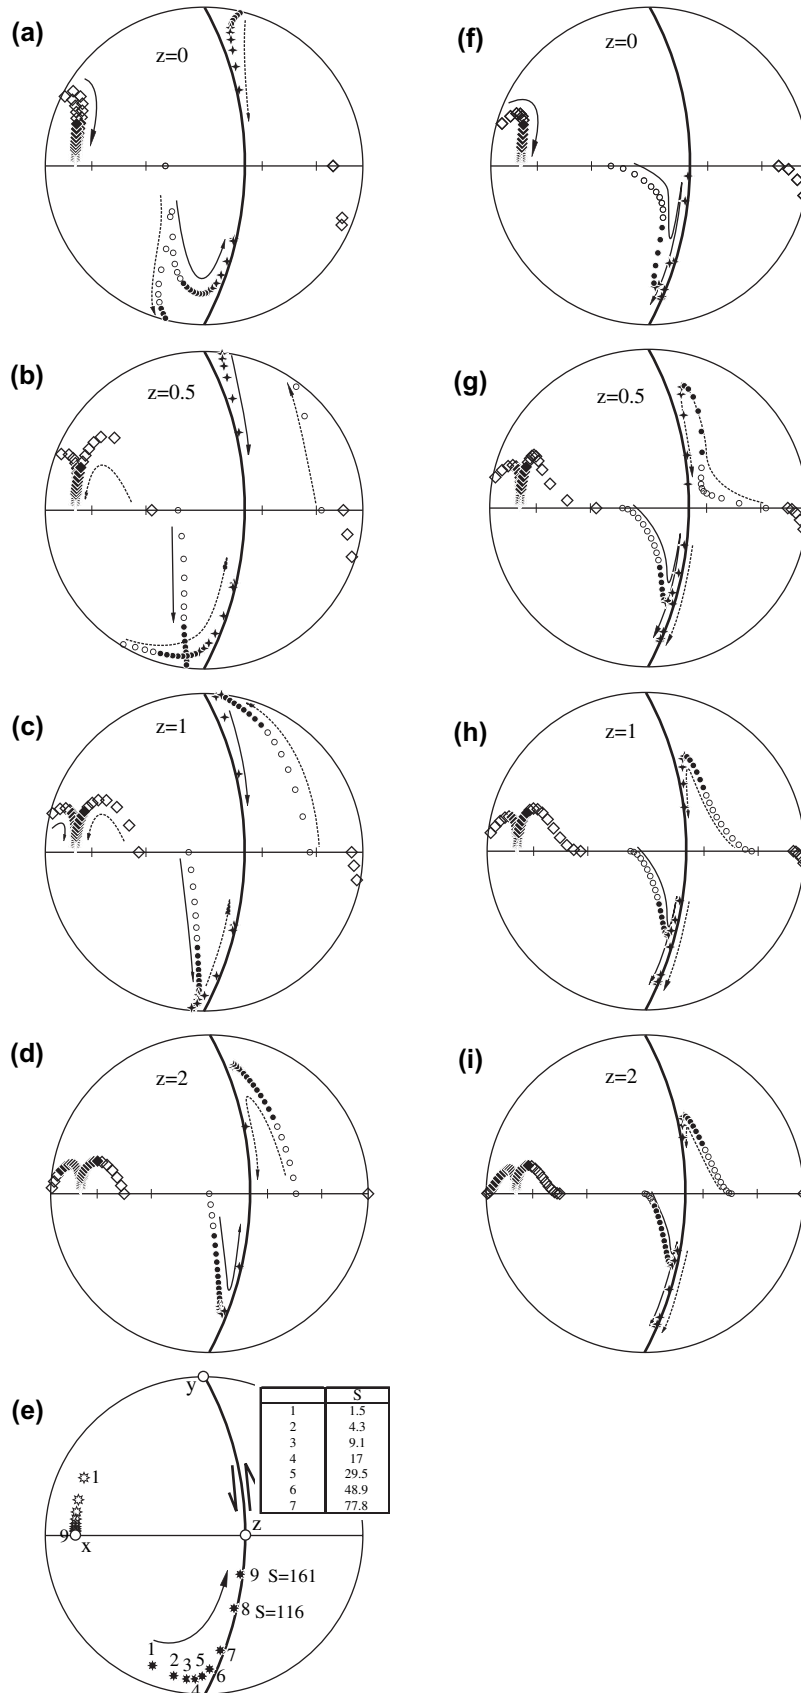 (a)
z=0
(f)
z=0
(b)
z=0.5
(g)
z=0.5
(c)
z=1
(h)
z=1
(d)
z=2
(i)
z=2
(e)
y
S
1 1.5
2 4.3
3 9.1
4 17
5 29.5
6 48.9
7 77.8
1
9 x
z
9 S=161
8 S=116
1
2 3 5 7
4 6